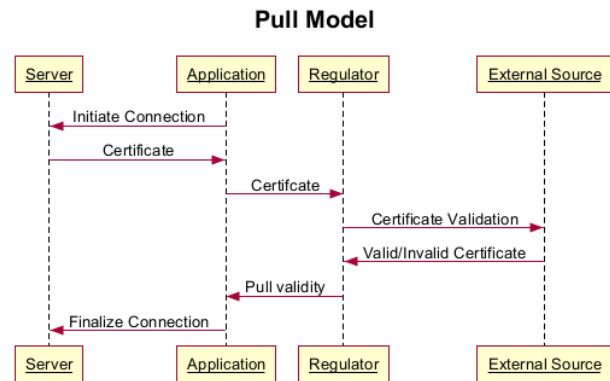 Pull Model
Server Application Regulator External Source
Initiate Connection
Certificate
Certifcate
Certificate Validation
Valid/Invalid Certificate
Pull validity
Finalize Connection
Server Application Regulator External Source